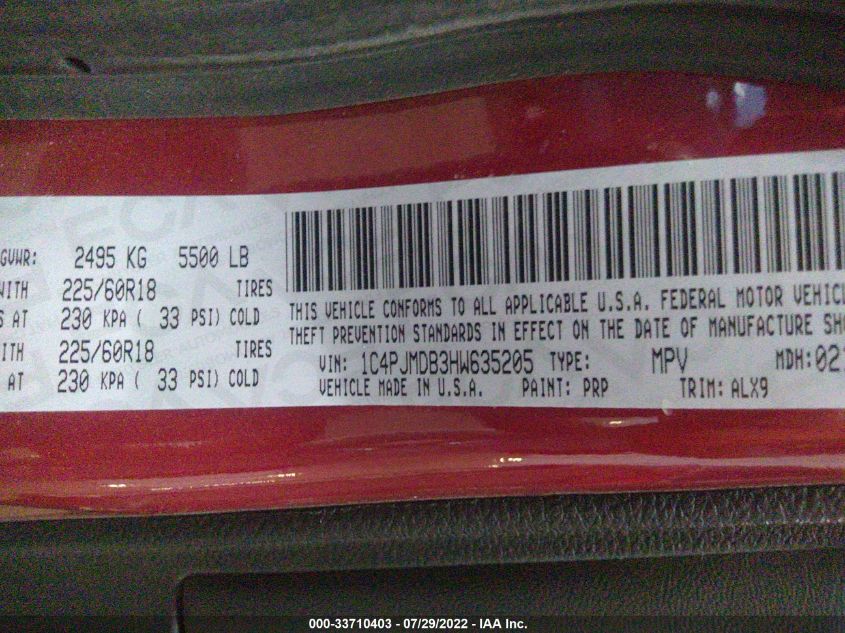 GVWR: 2495 KG 5500 LB
WITH 225/60R18 TIRES
S AT 230 KPA ( 33 PSI) COLD
WITH 225/60R18 TIRES
AT 230 KPA ( 33 PSI) COLD
THIS VEHICLE CONFORMS TO ALL APPLICABLE U.S.A. FEDERAL MOTOR VEHICL
THEFT PREVENTION STANDARDS IN EFFECT ON THE DATE OF MANUFACTURE SHO
VIN: 1C4PJMDB3HW635205 TYPE: MPV MDH:021
VEHICLE MADE IN U.S.A. PAINT: PRP TRIM: ALX9
000-33710403 - 07/29/2022 - IAA Inc.